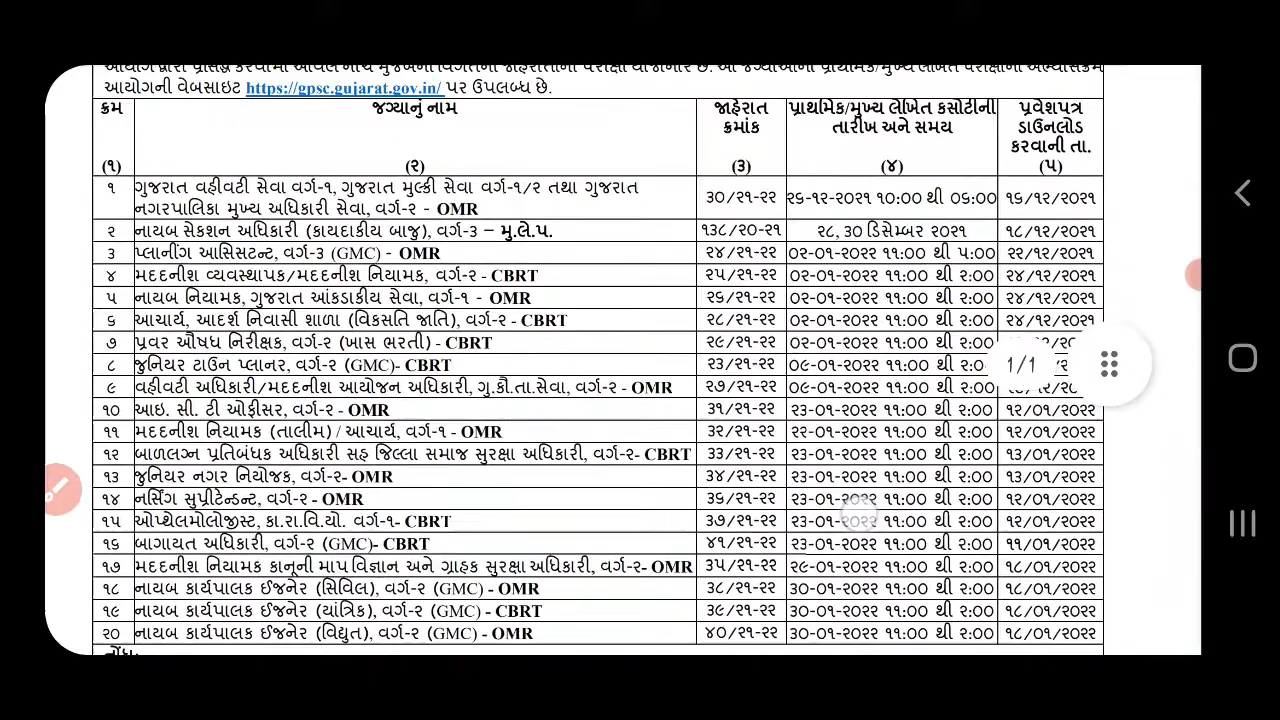 આયોગની વેબસાઇટ https://gpsc.gujarat.gov.in/ પર ઉપલબ્ધ છે.
ક્રમ જગ્યાનું નામ જાહેરાત ક્રમાંક પ્રાથમિક/મુખ્ય લેખિત કસોટીની તારીખ અને સમય પ્રવેશપત્ર ડાઉનલોડ કરવાની તા.
(૧) (૨) (૩) (૪) (૫)
૧ ગુજરાત વહીવટી સેવા વર્ગ-૧, ગુજરાત મુલ્કી સેવા વર્ગ-૧/૨ તથા ગુજરાત
નગરપાલિકા મુખ્ય અધિકારી સેવા, વર્ગ-૨ - OMR ૩૦/૨૧-૨૨ ૨૬-૧૨-૨૦૨૧ ૧૦:૦૦ થી ૦૬:૦૦ ૧૬/૧૨/૨૦૨૧
૨ નાયબ સેકશન અધિકારી (કાયદાકીય બાજુ), વર્ગ-૩ – મુ.લે.પ. ૧૩૮/૨૦-૨૧ ૨૮, ૩૦ ડિસેમ્બર ૨૦૨૧ ૧૮/૧૨/૨૦૨૧
૩ પ્લાનીંગ આસિસટન્ટ, વર્ગ-૩ (GMC) - OMR ૨૪/૨૧-૨૨ ૦૨-૦૧-૨૦૨૨ ૧૧:૦૦ થી ૫:૦૦ ૨૨/૧૨/૨૦૨૧
૪ મદદનીશ વ્યવસ્થાપક/મદદનીશ નિયામક, વર્ગ-૨ - CBRT ૨૫/૨૧-૨૨ ૦૨-૦૧-૨૦૨૨ ૧૧:૦૦ થી ૨:૦૦ ૨૪/૧૨/૨૦૨૧
૫ નાયબ નિયામક, ગુજરાત આંકડાકીય સેવા, વર્ગ-૧ - OMR ૨૬/૨૧-૨૨ ૦૨-૦૧-૨૦૨૨ ૧૧:૦૦ થી ૨:૦૦ ૨૪/૧૨/૨૦૨૧
૬ આચાર્ય, આદર્શ નિવાસી શાળા (વિકસતિ જાતિ), વર્ગ-૨ - CBRT ૨૮/૨૧-૨૨ ૦૨-૦૧-૨૦૨૨ ૧૧:૦૦ થી ૨:૦૦ ૨૪/૧૨/૨૦૨૧
૭ પ્રવર ઔષધ નિરીક્ષક, વર્ગ-૨ (ખાસ ભરતી) - CBRT ૨૯/૨૧-૨૨ ૦૨-૦૧-૨૦૨૨ ૧૧:૦૦ થી ૨:૦૦
૮ જુનિયર ટાઉન પ્લાનર, વર્ગ-૨ (GMC)- CBRT ૨૩/૨૧-૨૨ ૦૯-૦૧-૨૦૨૨ ૧૧:૦૦ થી 1/1
૯ વહીવટી અધિકારી/મદદનીશ આયોજન અધિકારી, ગુ.કૌ.તા.સેવા, વર્ગ-૨ - OMR ૨૭/૨૧-૨૨ ૦૯-૦૧-૨૦૨૨ ૧૧:૦૦ થી ૨:૦૦
૧૦ આઇ. સી. ટી ઓફીસર, વર્ગ-૨ - OMR ૩૧/૨૧-૨૨ ૨૩-૦૧-૨૦૨૨ ૧૧:૦૦ થી ૨:૦૦ ૧૨/૦૧/૨૦૨૨
૧૧ મદદનીશ નિયામક (તાલીમ) / આચાર્ય, વર્ગ-૧ - OMR ૩૨/૨૧-૨૨ ૨૨-૦૧-૨૦૨૨ ૧૧:૦૦ થી ૨:૦૦ ૧૨/૦૧/૨૦૨૨
૧૨ બાળલગ્ન પ્રતિબંધક અધિકારી સહ જિલ્લા સમાજ સુરક્ષા અધિકારી, વર્ગ-૨- CBRT ૩૩/૨૧-૨૨ ૨૩-૦૧-૨૦૨૨ ૧૧:૦૦ થી ૨:૦૦ ૧૩/૦૧/૨૦૨૨
૧૩ જુનિયર નગર નિયોજક, વર્ગ-૨- OMR ૩૪/૨૧-૨૨ ૨૩-૦૧-૨૦૨૨ ૧૧:૦૦ થી ૨:૦૦ ૧૩/૦૧/૨૦૨૨
૧૪ નર્સિંગ સુપ્રીટેન્ડન્ટ, વર્ગ-૨ - OMR ૩૬/૨૧-૨૨ ૨૩-૦૧-૨૦૨૨ ૧૧:૦૦ થી ૨:૦૦ ૧૨/૦૧/૨૦૨૨
૧૫ ઓપ્થેલમોલોજીસ્ટ, કા.રા.વિ.યો. વર્ગ-૧- CBRT ૩૭/૨૧-૨૨ ૨૩-૦૧-૨૦૨૨ ૧૧:૦૦ થી ૨:૦૦ ૧૨/૦૧/૨૦૨૨
૧૬ બાગાયત અધિકારી, વર્ગ-૨ (GMC)- CBRT ૪૧/૨૧-૨૨ ૨૩-૦૧-૨૦૨૨ ૧૧:૦૦ થી ૨:૦૦ ૧૧/૦૧/૨૦૨૨
૧૭ મદદનીશ નિયામક કાનૂની માપ વિજ્ઞાન અને ગ્રાહક સુરક્ષા અધિકારી, વર્ગ-૨- OMR ૩૫/૨૧-૨૨ ૨૯-૦૧-૨૦૨૨ ૧૧:૦૦ થી ૨:૦૦ ૧૮/૦૧/૨૦૨૨
૧૮ નાયબ કાર્યપાલક ઈજનેર (સિવિલ), વર્ગ-૨ (GMC) - OMR ૩૮/૨૧-૨૨ ૩૦-૦૧-૨૦૨૨ ૧૧:૦૦ થી ૨:૦૦ ૧૮/૦૧/૨૦૨૨
૧૯ નાયબ કાર્યપાલક ઈજનેર (યાંત્રિક), વર્ગ-૨ (GMC) - CBRT ૩૯/૨૧-૨૨ ૩૦-૦૧-૨૦૨૨ ૧૧:૦૦ થી ૨:૦૦ ૧૮/૦૧/૨૦૨૨
૨૦ નાયબ કાર્યપાલક ઈજનેર (વિદ્યુત), વર્ગ-૨ (GMC) - OMR ૪૦/૨૧-૨૨ ૩૦-૦૧-૨૦૨૨ ૧૧:૦૦ થી ૨:૦૦ ૧૮/૦૧/૨૦૨૨